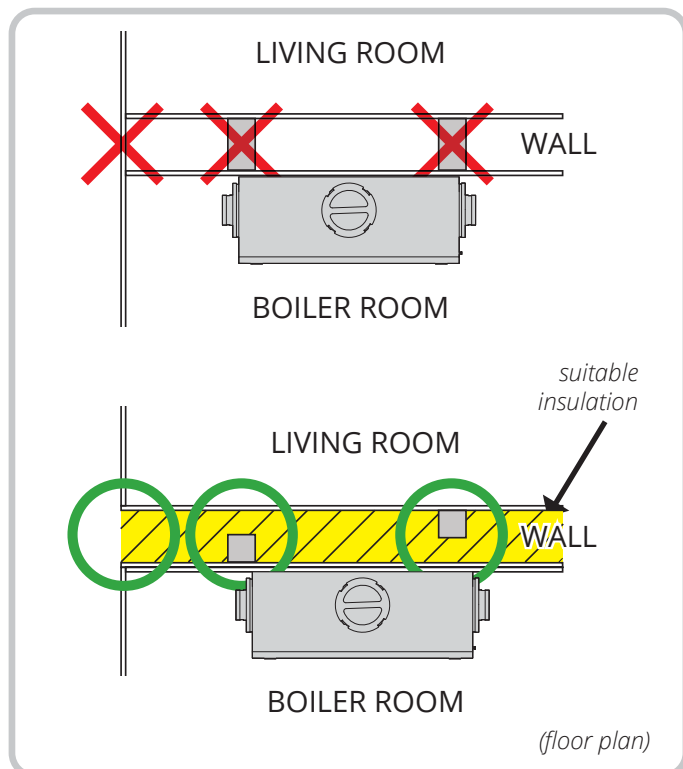 LIVING ROOM
WALL
BOILER ROOM
suitable
insulation
LIVING ROOM
WALL
BOILER ROOM
(floor plan)